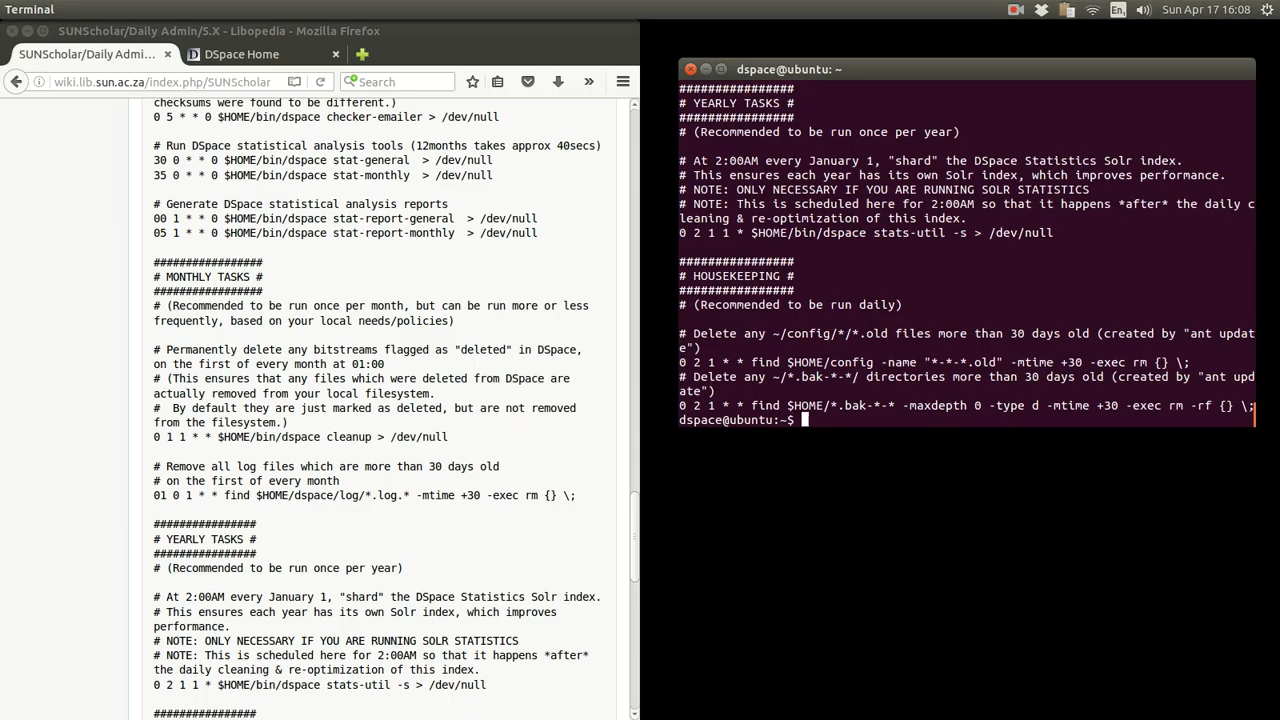 Terminal
En
Sun Apr 17 16:08
SUNScholar/Daily Admin/5.X - Libopedia - Mozilla Firefox
SUNScholar/Daily Admi... ×
DSpace Home ×
wiki.lib.sun.ac.za/index.php/SUNScholar
Search
checksums were found to be different.)
0 5 * * 0 $HOME/bin/dspace checker-emailer > /dev/null
# Run DSpace statistical analysis tools (12months takes approx 40secs)
30 0 * * 0 $HOME/bin/dspace stat-general  > /dev/null
35 0 * * 0 $HOME/bin/dspace stat-monthly  > /dev/null
# Generate DSpace statistical analysis reports
00 1 * * 0 $HOME/bin/dspace stat-report-general  > /dev/null
05 1 * * 0 $HOME/bin/dspace stat-report-monthly  > /dev/null
#################
# MONTHLY TASKS #
#################
# (Recommended to be run once per month, but can be run more or less
frequently, based on your local needs/policies)
# Permanently delete any bitstreams flagged as "deleted" in DSpace,
on the first of every month at 01:00
# (This ensures that any files which were deleted from DSpace are
actually removed from your local filesystem.
#  By default they are just marked as deleted, but are not removed
from the filesystem.)
0 1 1 * * $HOME/bin/dspace cleanup > /dev/null
# Remove all log files which are more than 30 days old
# on the first of every month
01 0 1 * * find $HOME/dspace/log/*.log.* -mtime +30 -exec rm {} \;
################
# YEARLY TASKS #
################
# (Recommended to be run once per year)
# At 2:00AM every January 1, "shard" the DSpace Statistics Solr index.
# This ensures each year has its own Solr index, which improves
performance.
# NOTE: ONLY NECESSARY IF YOU ARE RUNNING SOLR STATISTICS
# NOTE: This is scheduled here for 2:00AM so that it happens *after*
the daily cleaning & re-optimization of this index.
0 2 1 1 * $HOME/bin/dspace stats-util -s > /dev/null
################
dspace@ubuntu: ~
################
# YEARLY TASKS #
################
# (Recommended to be run once per year)
# At 2:00AM every January 1, "shard" the DSpace Statistics Solr index.
# This ensures each year has its own Solr index, which improves performance.
# NOTE: ONLY NECESSARY IF YOU ARE RUNNING SOLR STATISTICS
# NOTE: This is scheduled here for 2:00AM so that it happens *after* the daily c
leaning & re-optimization of this index.
0 2 1 1 * $HOME/bin/dspace stats-util -s > /dev/null
################
# HOUSEKEEPING #
################
# (Recommended to be run daily)
# Delete any ~/config/*/*.old files more than 30 days old (created by "ant updat
e")
0 2 1 * * find $HOME/config -name "*-*-*.old" -mtime +30 -exec rm {} \;
# Delete any ~/*.bak-*-*/ directories more than 30 days old (created by "ant upd
ate")
0 2 1 * * find $HOME/*.bak-*-* -maxdepth 0 -type d -mtime +30 -exec rm -rf {} \;
dspace@ubuntu:~$